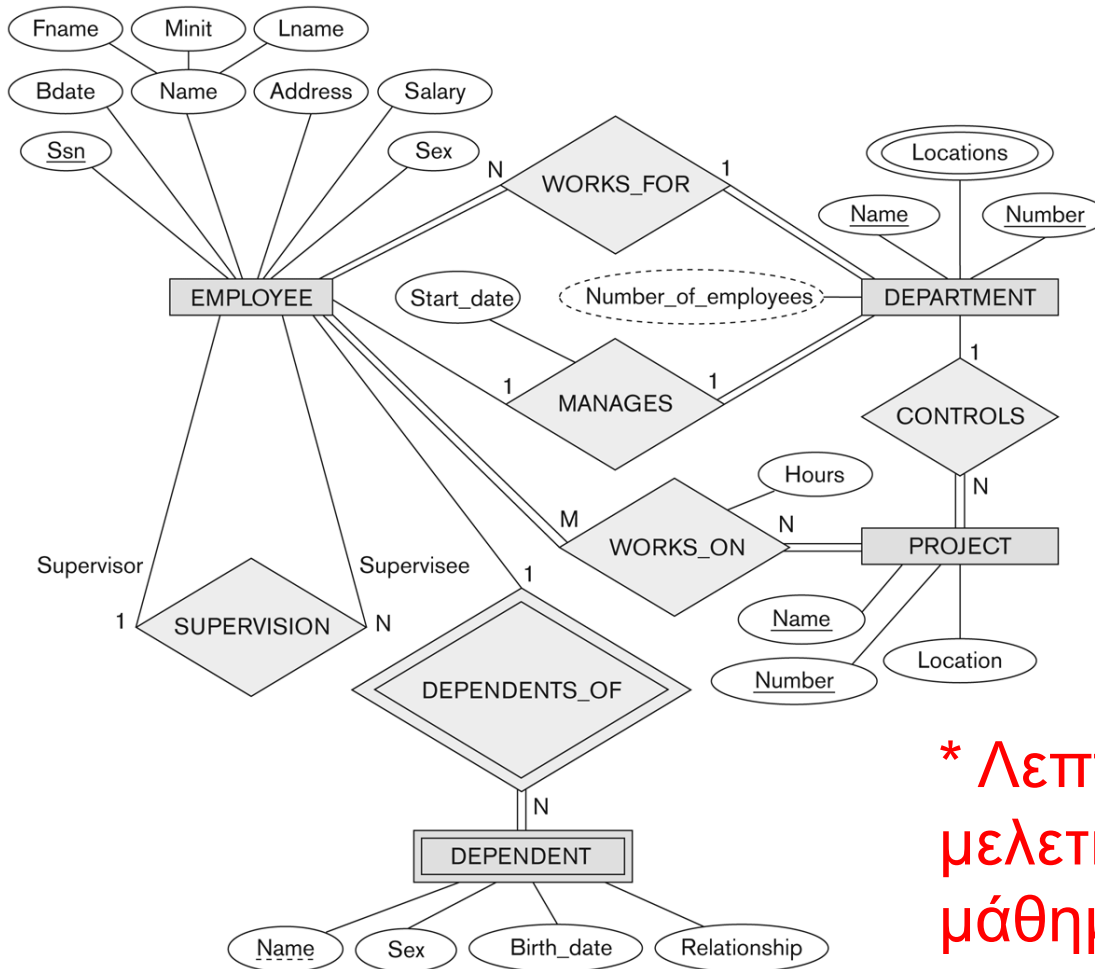 Fname Minit Lname
Bdate Name Address Salary
Ssn Sex
N WORKS_FOR 1
Locations
Name Number
EMPLOYEE
Start_date
Number_of_employees
DEPARTMENT
1 MANAGES 1
1
CONTROLS
N
Hours
M WORKS_ON N
PROJECT
Name
Number
Location
Supervisor Supervisee
1 SUPERVISION N
1
DEPENDENTS_OF
N
DEPENDENT
Name Sex Birth_date Relationship
*